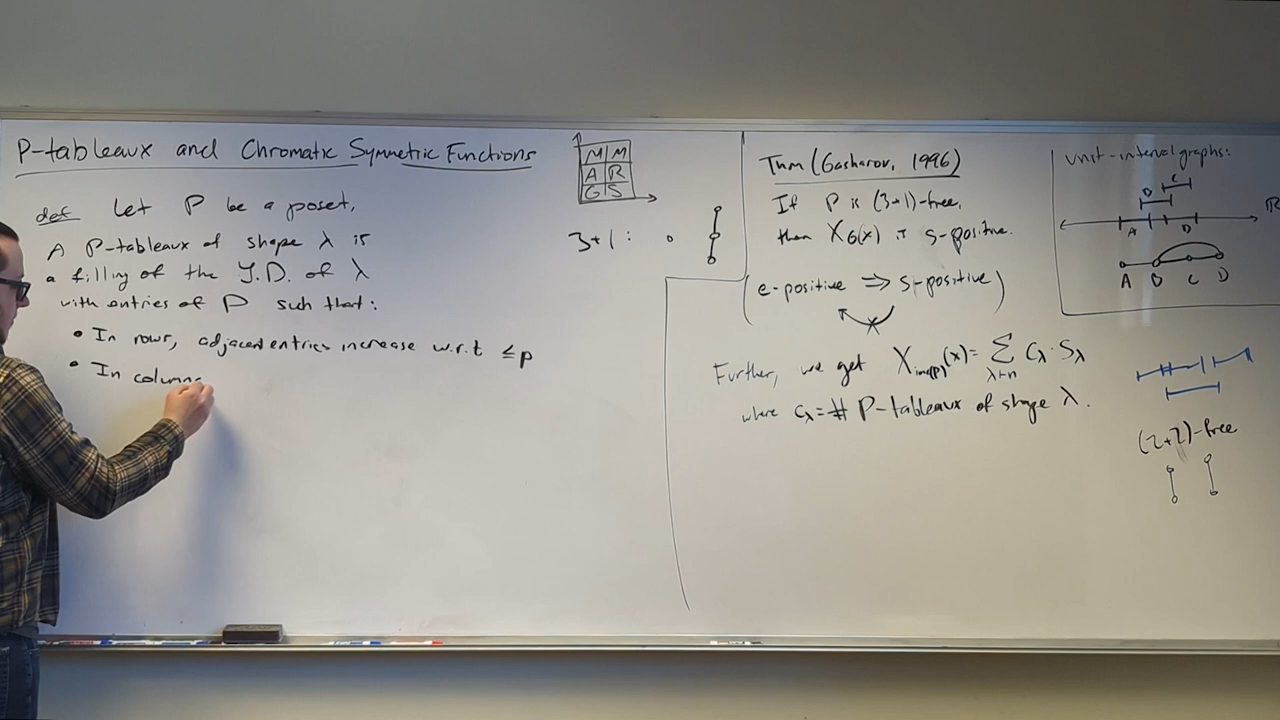 P-tableaux and Chromatic Symmetric Functions
def Let P be a poset,
A P-tableaux of shape λ is
a filling of the Y.D. of λ
with entries of P such that:
• In rows, adjacent entries increase w.r.t ≤p
• In columns
M M
A R
G S
3+1:
Thm (Gasharov, 1996)
If P is (3+1)-free,
then X_G(x) is s-positive.
(e-positive ⇒ s-positive)
Further, we get X_inc(P)(x) = ∑_{λ⊢n} C_λ · S_λ
where C_λ = # P-tableaux of shape λ.
unit-interval graphs:
C
B
A D
R
A B C D
(2+2)-free